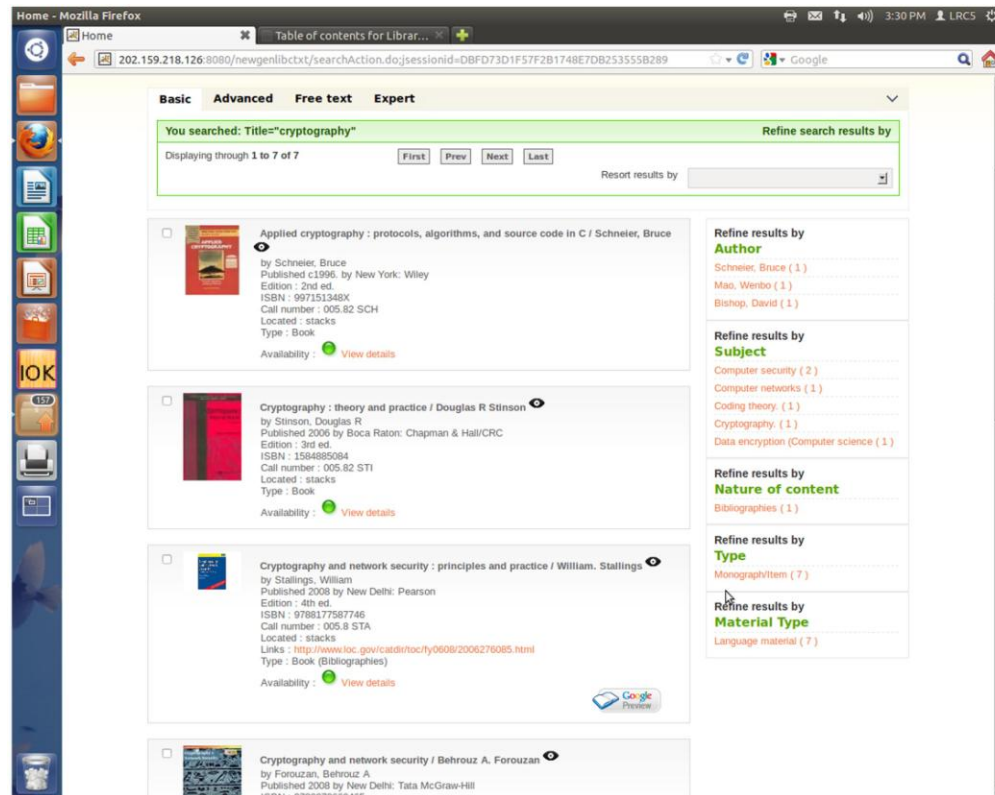 Home - Mozilla Firefox
3:30 PM LRCS
Home
Table of contents for Librar...
202.159.218.126:8080/newgenlibctxt/searchAction.do;jsessionid=DBFD73D1F57F2B1748E7DB253555B289
Google
Basic Advanced Free text Expert
You searched: Title="cryptography" Refine search results by
Displaying through 1 to 7 of 7 First Prev Next Last
Resort results by
Applied cryptography : protocols, algorithms, and source code in C / Schneier, Bruce
by Schneier, Bruce
Published c1996. by New York: Wiley
Edition : 2nd ed.
ISBN : 997151348X
Call number : 005.82 SCH
Located : stacks
Type : Book
Availability : View details
Cryptography : theory and practice / Douglas R Stinson
by Stinson, Douglas R
Published 2006 by Boca Raton: Chapman & Hall/CRC
Edition : 3rd ed.
ISBN : 1584885084
Call number : 005.82 STI
Located : stacks
Type : Book
Availability : View details
Cryptography and network security : principles and practice / William. Stallings
by Stallings, William
Published 2008 by New Delhi: Pearson
Edition : 4th ed.
ISBN : 9788177587746
Call number : 005.8 STA
Located : stacks
Links : http://www.loc.gov/catdir/toc/fy0608/2006276085.html
Type : Book (Bibliographies)
Availability : View details
Google
Preview
Cryptography and network security / Behrouz A. Forouzan
by Forouzan, Behrouz A
Published 2008 by New Delhi: Tata McGraw-Hill
Refine results by
Author
Schneier, Bruce ( 1 )
Mao, Wenbo ( 1 )
Bishop, David ( 1 )
Refine results by
Subject
Computer security ( 2 )
Computer networks ( 1 )
Coding theory. ( 1 )
Cryptography. ( 1 )
Data encryption (Computer science ( 1 )
Refine results by
Nature of content
Bibliographies ( 1 )
Refine results by
Type
Monograph/Item ( 7 )
Refine results by
Material Type
Language material ( 7 )
IOK
157